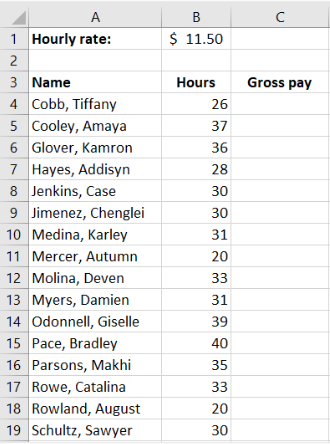 A B C
1 Hourly rate: $ 11.50
2
3 Name Hours Gross pay
4 Cobb, Tiffany 26
5 Cooley, Amaya 37
6 Glover, Kamron 36
7 Hayes, Addisyn 28
8 Jenkins, Case 30
9 Jimenez, Chenglei 30
10 Medina, Karley 31
11 Mercer, Autumn 20
12 Molina, Deven 33
13 Myers, Damien 31
14 Odonnell, Giselle 39
15 Pace, Bradley 40
16 Parsons, Makhi 35
17 Rowe, Catalina 33
18 Rowland, August 20
19 Schultz, Sawyer 30